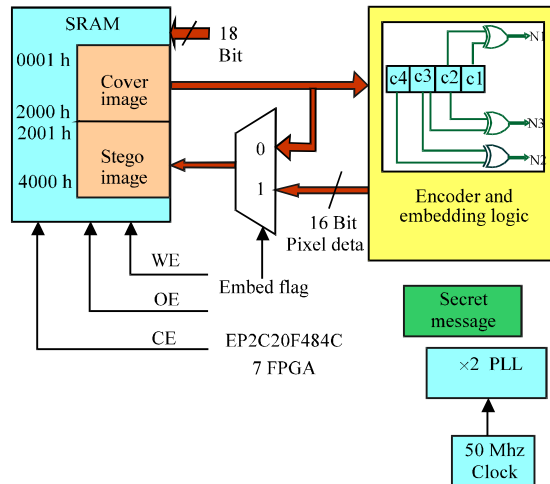 SRAM
18
Bit
0001 h
Cover
image
2000 h
2001 h
Stego
image
4000 h
0
1
16 Bit
Pixel deta
c4 c3 c2 c1
N1
N3
N2
Encoder and
embedding logic
WE
OE
CE
Embed flag
EP2C20F484C
7 FPGA
Secret
message
×2 PLL
50 Mhz
Clock